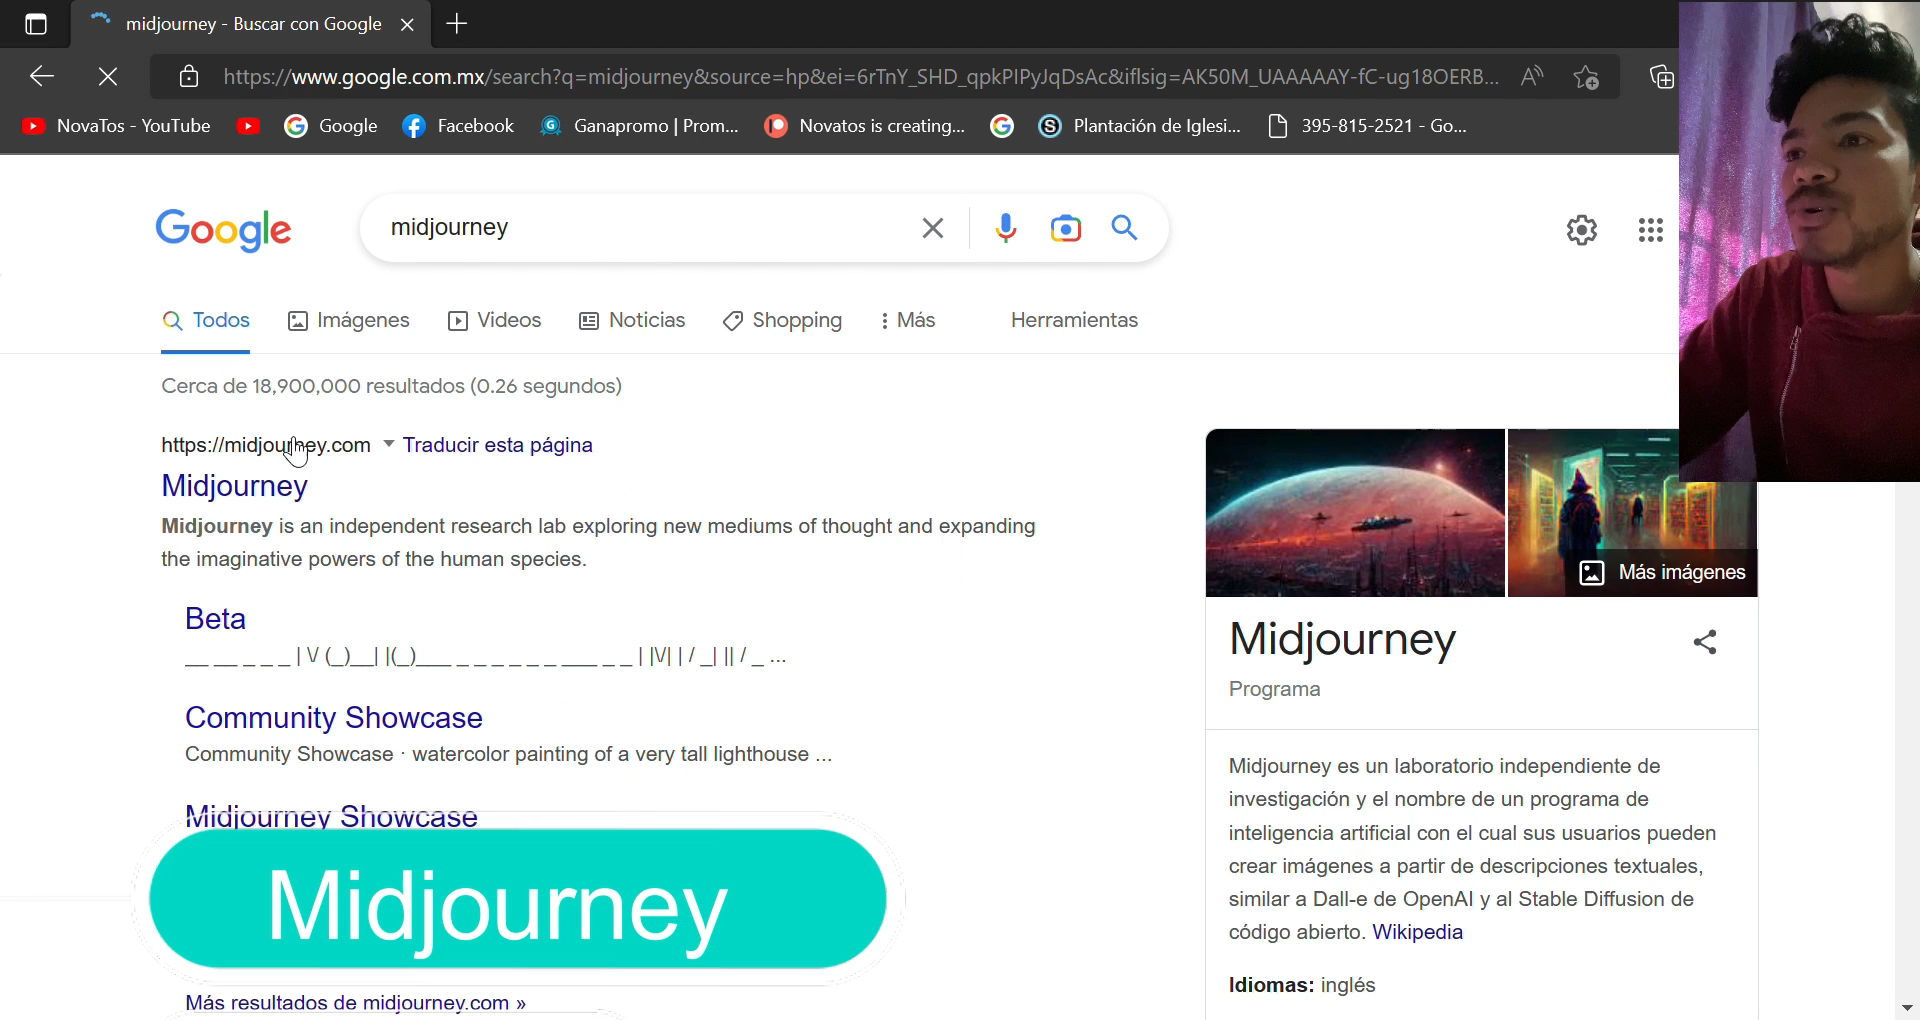 midjourney - Buscar con Google
https://www.google.com.mx/search?q=midjourney&source=hp&ei=6rTnY_SHD_qpkPIPyJqDsAc&iflsig=AK50M_UAAAAAY-fC-ug18OERB...
NovaTos - YouTube
Google
Facebook
Ganapromo | Prom...
Novatos is creating...
Plantación de Iglesi...
395-815-2521 - Go...
Google
midjourney
Todos
Imágenes
Videos
Noticias
Shopping
Más
Herramientas
Cerca de 18,900,000 resultados (0.26 segundos)
https://midjourney.com
Traducir esta página
Midjourney
Midjourney is an independent research lab exploring new mediums of thought and expanding
the imaginative powers of the human species.
Beta
__ __ _ _ _ | \/ (_)__| |(_)___ _ _ _ _ _ _ ___ _ _ | |\/| | / _| || / _ ...
Community Showcase
Community Showcase · watercolor painting of a very tall lighthouse ...
Midjourney Showcase
Midjourney
Más resultados de midjourney.com »
Más imágenes
Midjourney
Programa
Midjourney es un laboratorio independiente de
investigación y el nombre de un programa de
inteligencia artificial con el cual sus usuarios pueden
crear imágenes a partir de descripciones textuales,
similar a Dall-e de OpenAI y al Stable Diffusion de
código abierto. Wikipedia
Idiomas: inglés